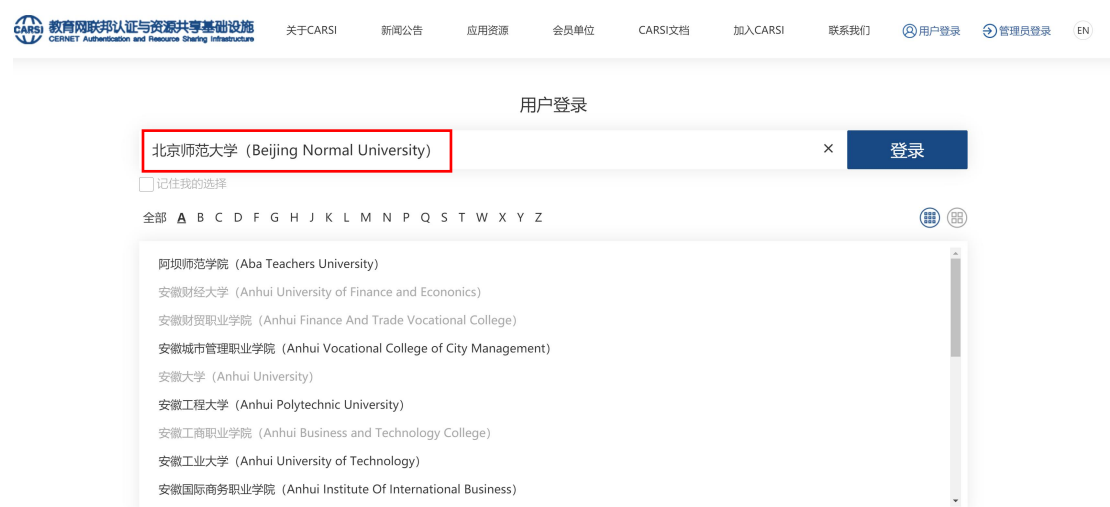 CARSI 教育网联邦认证与资源共享基础设施
CERNET Authentication and Resource Sharing Infrastructure
关于CARSI 新闻公告 应用资源 会员单位 CARSI文档 加入CARSI 联系我们 用户登录 管理员登录 EN
用户登录
北京师范大学（Beijing Normal University） × 登录
记住我的选择
全部 A B C D F G H J K L M N P Q S T W X Y Z
阿坝师范学院（Aba Teachers University）
安徽财经大学（Anhui University of Finance and Econonics）
安徽财贸职业学院（Anhui Finance And Trade Vocational College）
安徽城市管理职业学院（Anhui Vocational College of City Management）
安徽大学（Anhui University）
安徽工程大学（Anhui Polytechnic University）
安徽工商职业学院（Anhui Business and Technology College）
安徽工业大学（Anhui University of Technology）
安徽国际商务职业学院（Anhui Institute Of International Business）